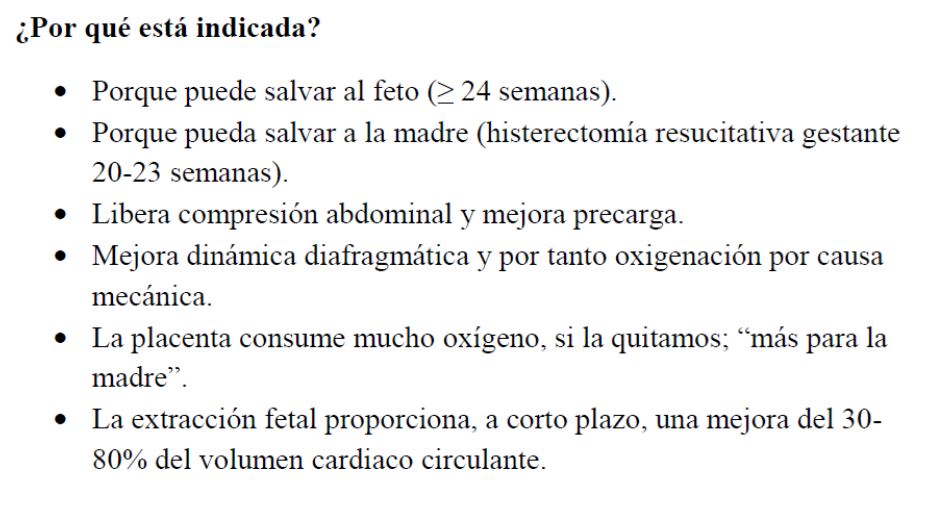 ¿Por qué está indicada?
• Porque puede salvar al feto (≥ 24 semanas).
• Porque pueda salvar a la madre (histerectomía resucitativa gestante
20-23 semanas).
• Libera compresión abdominal y mejora precarga.
• Mejora dinámica diafragmática y por tanto oxigenación por causa
mecánica.
• La placenta consume mucho oxígeno, si la quitamos; “más para la
madre”.
• La extracción fetal proporciona, a corto plazo, una mejora del 30-
80% del volumen cardiaco circulante.